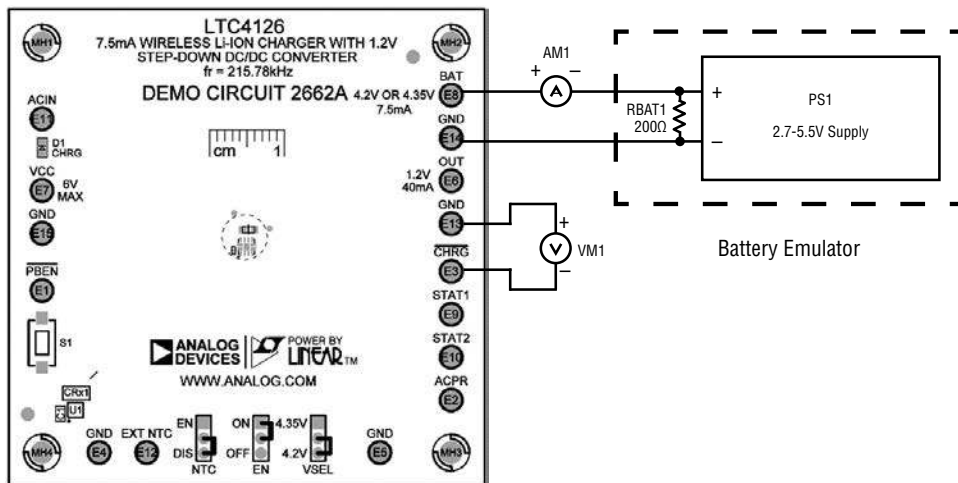 LTC4126
7.5mA WIRELESS Li-ION CHARGER WITH 1.2V
STEP-DOWN DC/DC CONVERTER
fr = 215.78kHz
DEMO CIRCUIT 2662A
MH1
MH2
ACIN
E11
D1
CHRG
VCC
E7
6V
MAX
GND
E15
PBEN
E1
S1
CRx1
U1
cm 1
BAT
E8
4.2V OR 4.35V
7.5mA
GND
E14
OUT
E6
1.2V
40mA
GND
E13
CHRG
E3
STAT1
E9
STAT2
E10
ACPR
E2
ANALOG
DEVICES
POWER BY
LINEAR TM
WWW.ANALOG.COM
MH4
GND
E4
EXT NTC
E12
EN
DIS
NTC
ON
OFF
EN
4.35V
4.2V
VSEL
GND
E5
MH3
AM1
+ −
A
RBAT1
200Ω
+
−
PS1
2.7-5.5V Supply
+
V
−
VM1
Battery Emulator